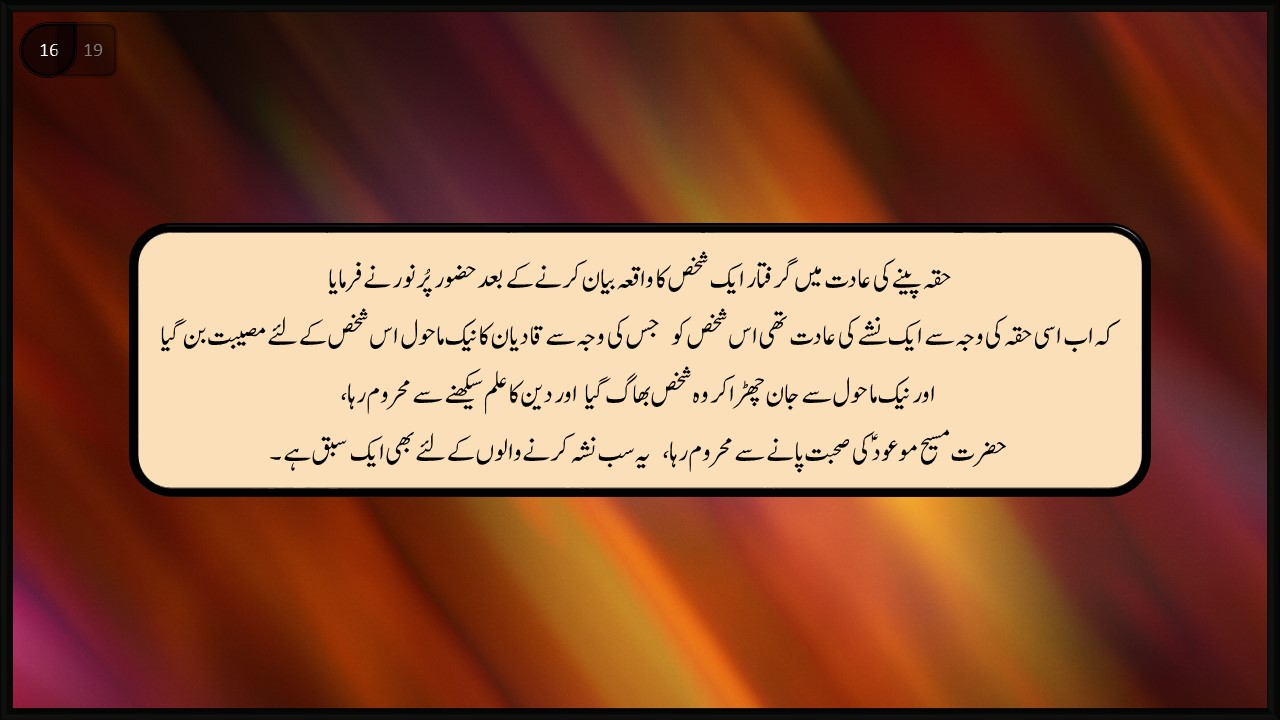 16 19
حقہ پینے کی عادت میں گرفتار ایک شخص کا واقعہ بیان کرنے کے بعد حضور پُر نور نے فرمایا
کہ اب اسی حقہ کی وجہ سے ایک نشے کی عادت تھی اس شخص کو جس کی وجہ سے قادیان کا نیک ماحول اس شخص کے لئے مصیبت بن گیا
اور نیک ماحول سے جان چھڑا کر وہ شخص بھاگ گیا اور دین کا علم سیکھنے سے محروم رہا،
حضرت مسیح موعودؑ کی صحبت پانے سے محروم رہا، یہ سب نشہ کرنے والوں کے لئے بھی ایک سبق ہے۔